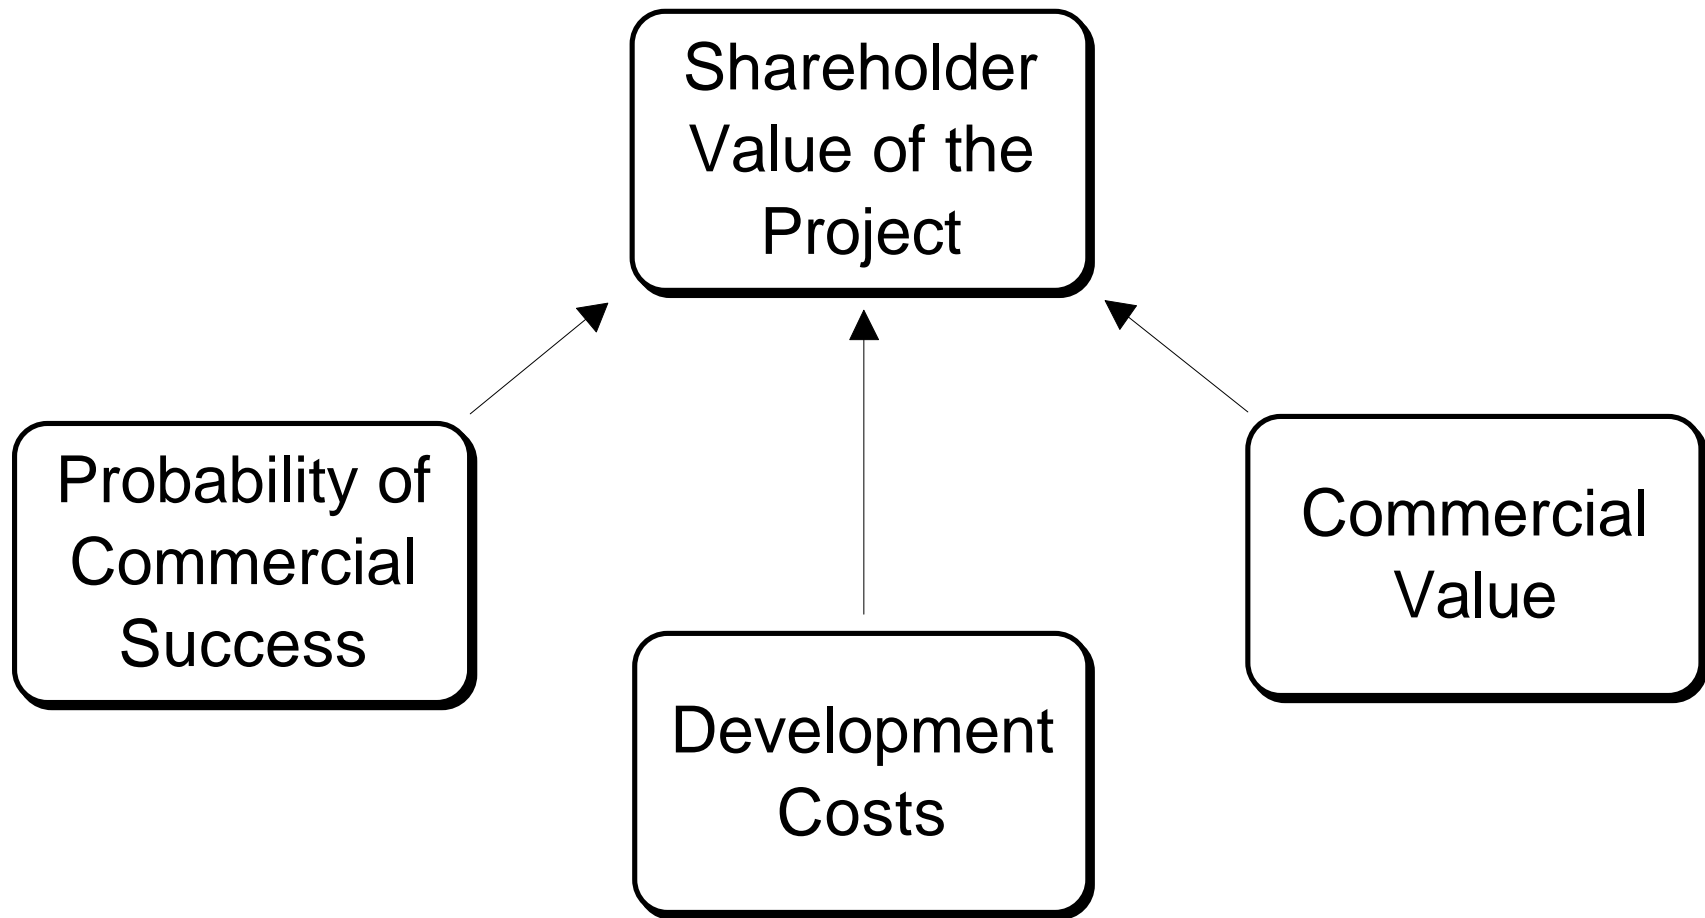 Shareholder
Value of the
Project
Probability of
Commercial
Success
Development
Costs
Commercial
Value